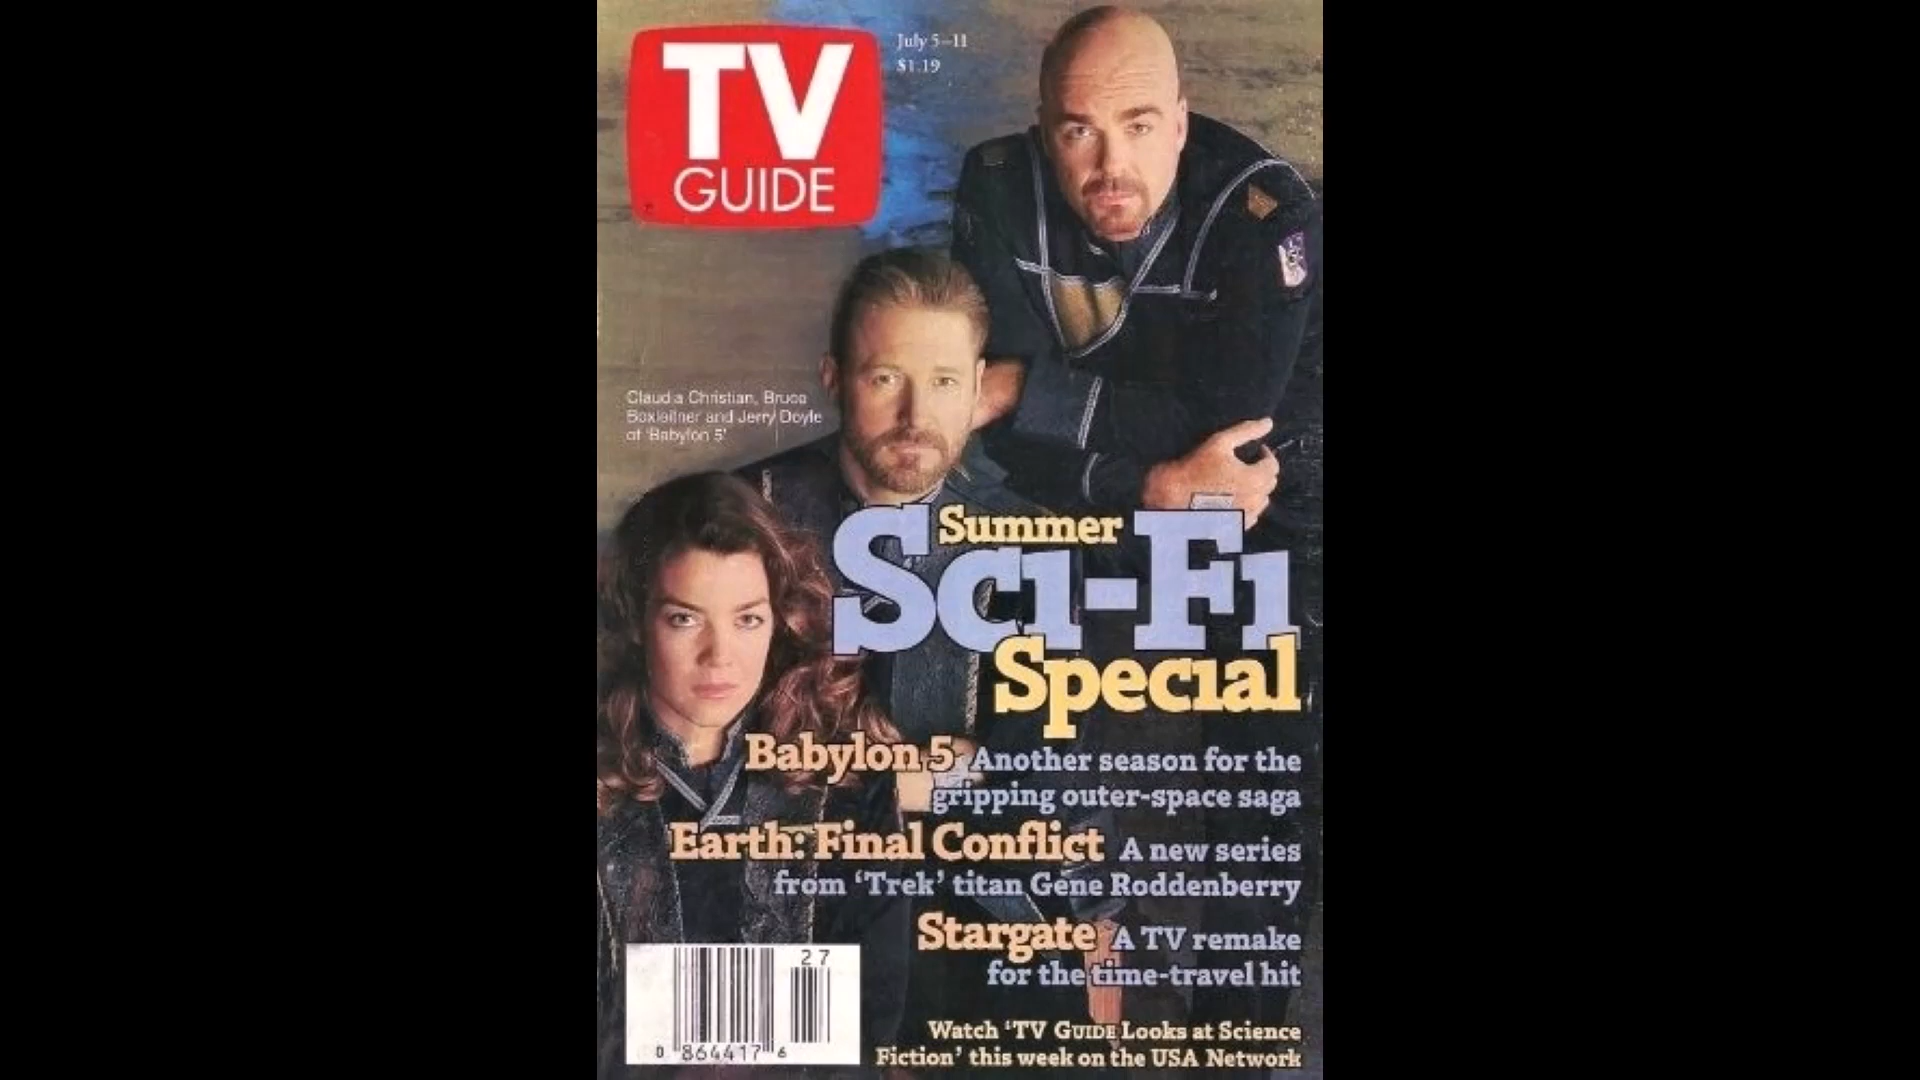 TV
GUIDE
July 5–11
$1.19
Claudia Christian, Bruce
Boxleitner and Jerry Doyle
of 'Babylon 5'
Summer
Sci-Fi
Special
Babylon 5 Another season for the
gripping outer-space saga
Earth: Final Conflict A new series
from 'Trek' titan Gene Roddenberry
Stargate A TV remake
for the time-travel hit
Watch 'TV GUIDE Looks at Science
Fiction' this week on the USA Network
27
0 864417 6